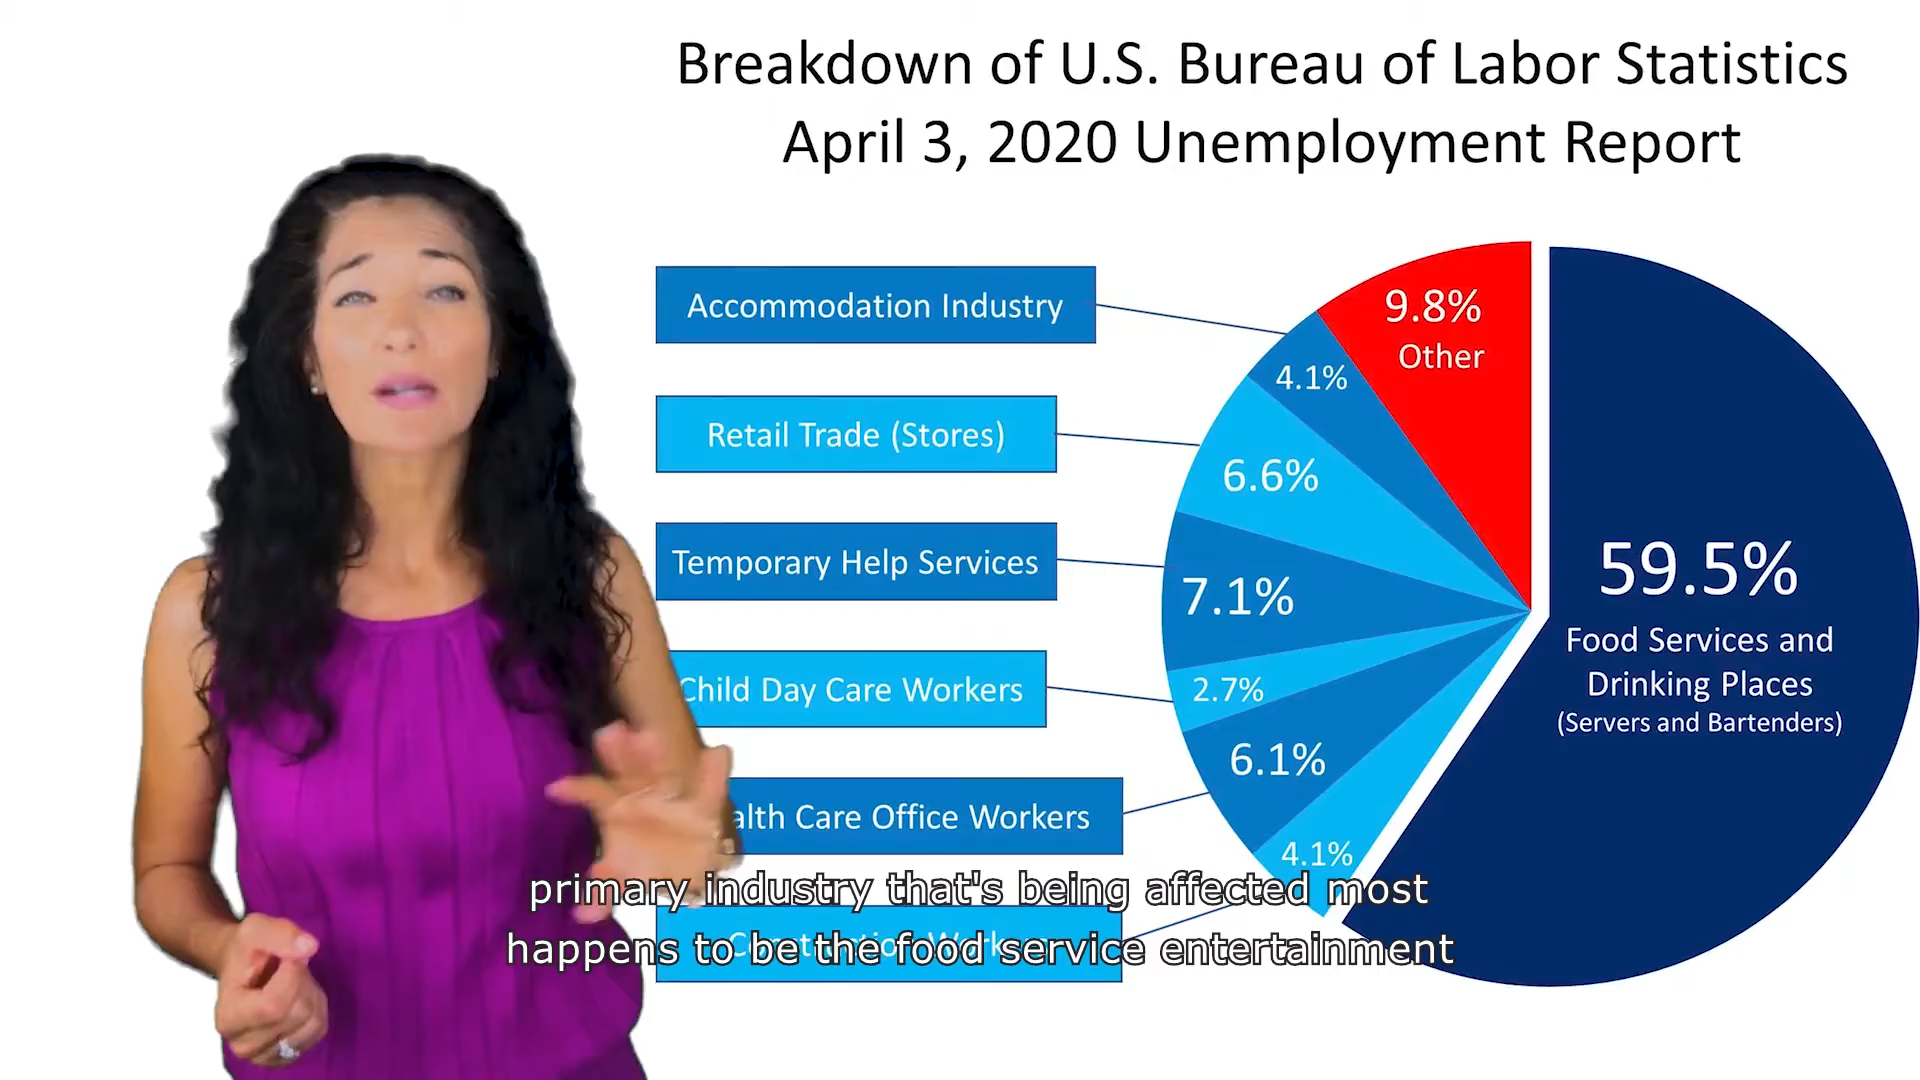 Breakdown of U.S. Bureau of Labor Statistics
April 3, 2020 Unemployment Report
Accommodation Industry
Retail Trade (Stores)
Temporary Help Services
Child Day Care Workers
Care Office Workers
9.8%
Other
4.1%
6.6%
7.1%
2.7%
6.1%
4.1%
59.5%
Food Services and
Drinking Places
(Servers and Bartenders)
primary industry that's being affected most
happens to be the food service entertainment